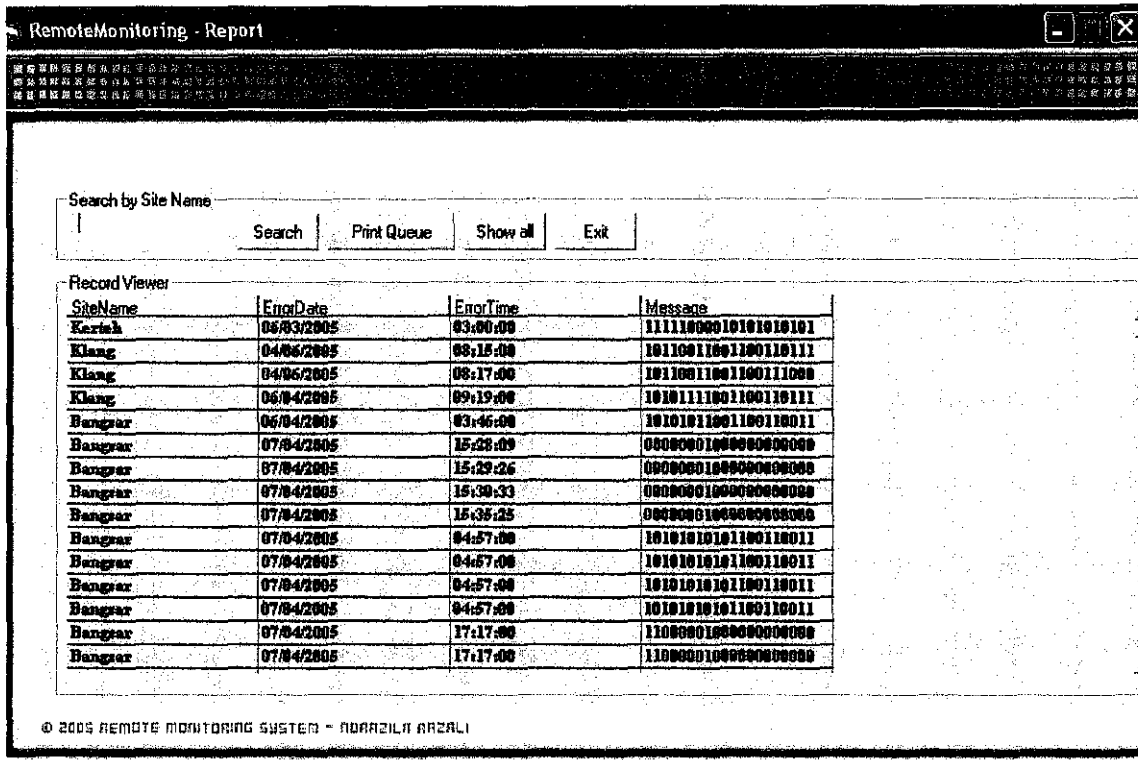 RemoteMonitoring - Report
Search by Site Name
Search Print Queue Show all Exit
Record Viewer
SiteName ErrorDate ErrorTime Message
Kerteh 06/03/2005 03:00:00 11111000010101010101
Klang 04/06/2005 08:15:00 10110011001100110111
Klang 04/06/2005 08:17:00 10110011001100111000
Klang 06/04/2005 09:19:00 10101111001100110111
Bangsar 06/04/2005 03:46:00 10101011001100110011
Bangsar 07/04/2005 15:28:09 00000001000000000000
Bangsar 07/04/2005 15:29:26 00000001000000000000
Bangsar 07/04/2005 15:30:33 00000001000000000000
Bangsar 07/04/2005 15:35:25 00000001000000000000
Bangsar 07/04/2005 04:57:00 10101010101100110011
Bangsar 07/04/2005 04:57:00 10101010101100110011
Bangsar 07/04/2005 04:57:00 10101010101100110011
Bangsar 07/04/2005 04:57:00 10101010101100110011
Bangsar 07/04/2005 17:17:00 11000001000000000000
Bangsar 07/04/2005 17:17:00 11000001000000000000
© 2005 REMOTE MONITORING SYSTEM - NORAZILA RAZALI